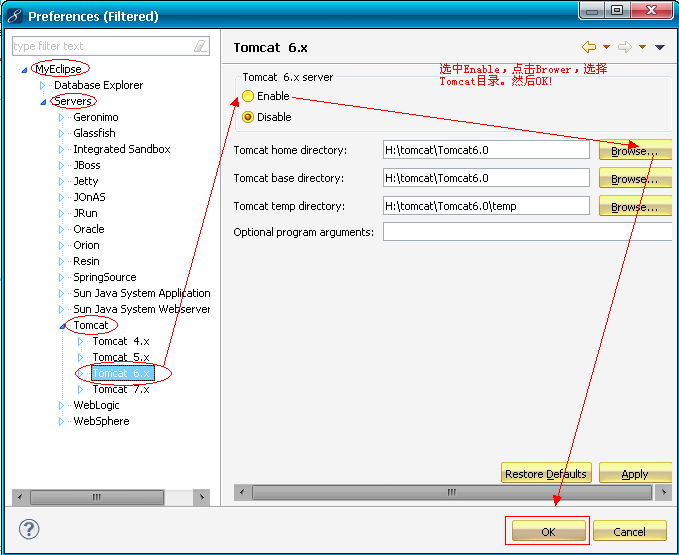 Preferences (Filtered)
type filter text
MyEclipse
Database Explorer
Servers
Geronimo
Glassfish
Integrated Sandbox
JBoss
Jetty
JOnAS
JRun
Oracle
Orion
Resin
SpringSource
Sun Java System Application
Sun Java System Webserver
Tomcat
Tomcat 4.x
Tomcat 5.x
Tomcat 6.x
Tomcat 7.x
WebLogic
WebSphere
Tomcat 6.x
选中Enable,点击Brower,选择
Tomcat目录。然后OK!
Tomcat 6.x server
Enable
Disable
Tomcat home directory: H:\tomcat\Tomcat6.0 Browse...
Tomcat base directory: H:\tomcat\Tomcat6.0 Browse...
Tomcat temp directory: H:\tomcat\Tomcat6.0\temp Browse...
Optional program arguments:
Restore Defaults Apply
OK Cancel